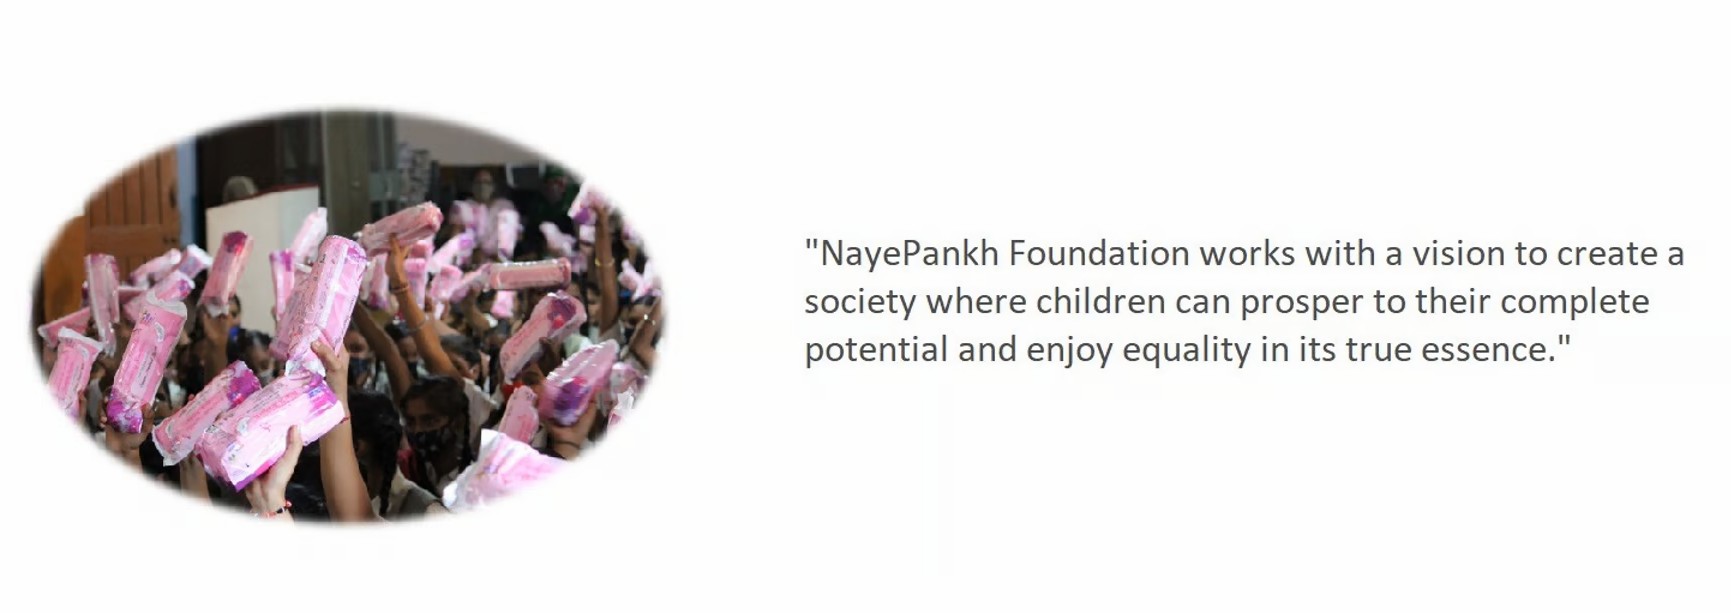 "NayePankh Foundation works with a vision to create a
society where children can prosper to their complete
potential and enjoy equality in its true essence."